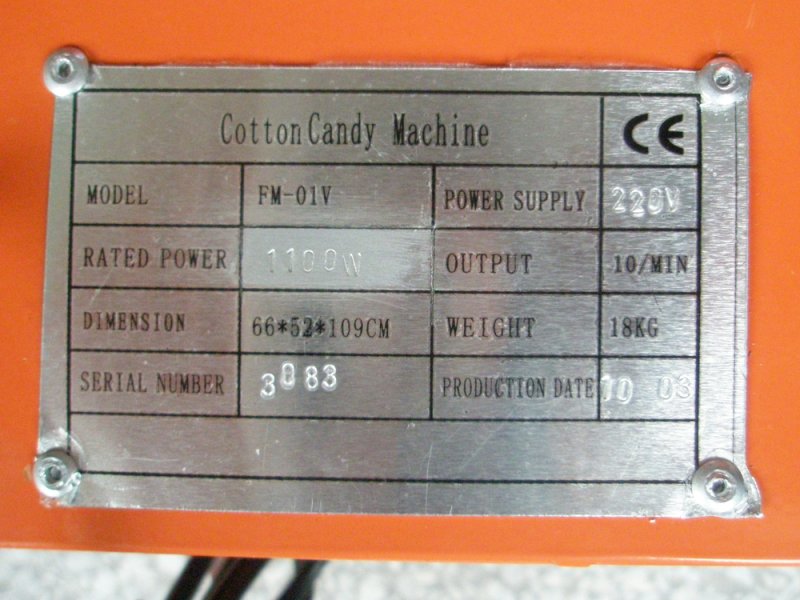 Cotton Candy Machine CE
MODEL FM-01V POWER SUPPLY 220V
RATED POWER 1100W OUTPUT 10/MIN
DIMENSION 66*52*109CM WEIGHT 18KG
SERIAL NUMBER 3083 PRODUCTION DATE 10 03